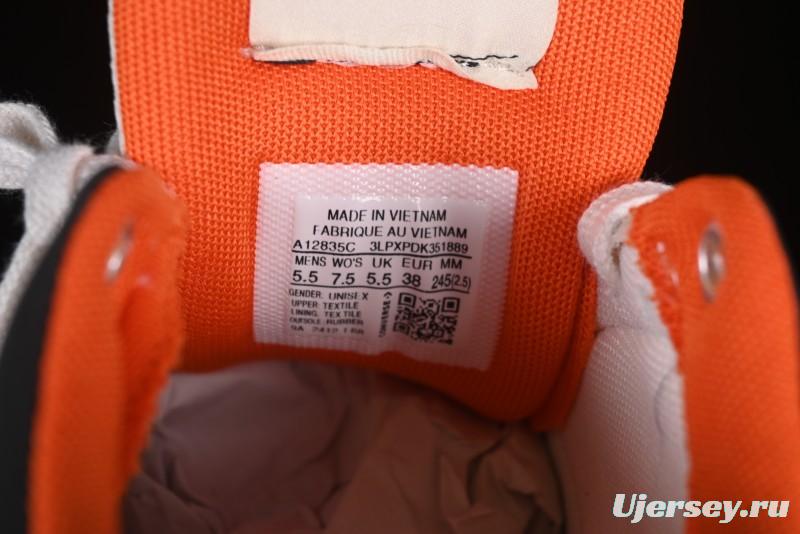 MADE IN VIETNAM
FABRIQUE AU VIETNAM
A12835C 3LPXPDK351889
MENS WO'S UK EUR MM
5.5 7.5 5.5 38 245(2.5)
GENDER: UNISEX
UPPER: TEXTILE
LINING: TEXTILE
OUTSOLE: RUBBER
CONVERSE
Ujersey.ru